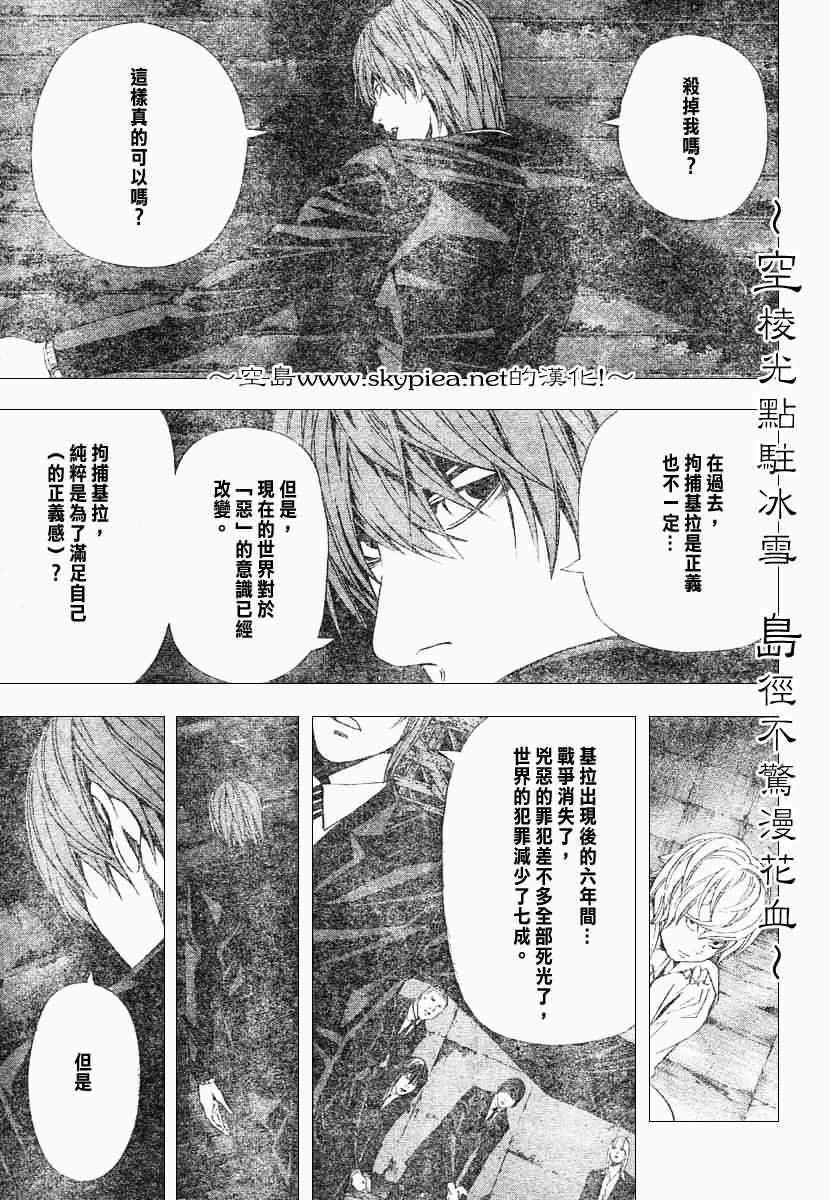 殺掉我嗎？
這樣真的可以嗎？
～空島www.skypiea.net的漢化!～
在過去，
拘捕基拉是正義
也不一定…
但是，
現在的世界對於
「惡」的意識已經
改變。
拘捕基拉，
純粹是為了滿足自己
（的正義感）？
基拉出現後的六年間…
戰爭消失了，
兇惡的罪犯差不多全部死光了，
世界的犯罪減少了七成。
但是
～空棱光點駐冰雪—島徑不驚漫花血～